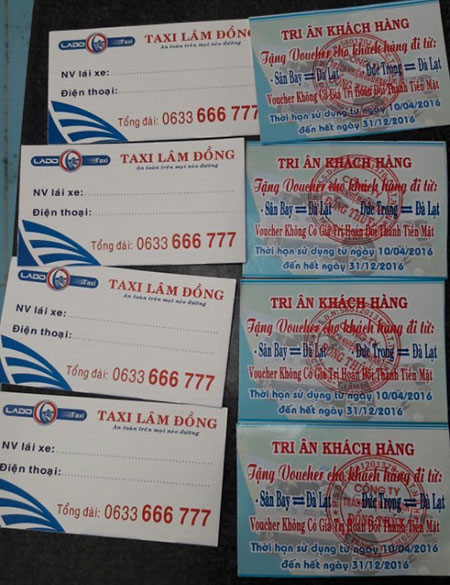 LADO Taxi
TAXI LÂM ĐỒNG
An toàn trên mọi nẻo đường
NV lái xe:
Điện thoại:
Tổng đài: 0633 666 777
TRI ÂN KHÁCH HÀNG
Tặng Voucher cho khách hàng đi từ:
- Sân Bay Đà Lạt Đức Trọng Đà Lạt
Voucher Không Có Giá Trị Hoàn Đổi Thành Tiền Mặt
Thời hạn sử dụng từ ngày 10/04/2016
đến hết ngày 31/12/2016
LADO Taxi
TAXI LÂM ĐỒNG
An toàn trên mọi nẻo đường
NV lái xe:
Điện thoại:
Tổng đài: 0633 666 777
TRI ÂN KHÁCH HÀNG
Tặng Voucher cho khách hàng đi từ:
- Sân Bay Đà Lạt Đức Trọng Đà Lạt
Voucher Không Có Giá Trị Hoàn Đổi Thành Tiền Mặt
Thời hạn sử dụng từ ngày 10/04/2016
đến hết ngày 31/12/2016
LADO Taxi
TAXI LÂM ĐỒNG
An toàn trên mọi nẻo đường
NV lái xe:
Điện thoại:
Tổng đài: 0633 666 777
TRI ÂN KHÁCH HÀNG
Tặng Voucher cho khách hàng đi từ:
- Sân Bay Đà Lạt Đức Trọng Đà Lạt
Voucher Không Có Giá Trị Hoàn Đổi Thành Tiền Mặt
Thời hạn sử dụng từ ngày 10/04/2016
đến hết ngày 31/12/2016
LADO Taxi
TAXI LÂM ĐỒNG
An toàn trên mọi nẻo đường
NV lái xe:
Điện thoại:
Tổng đài: 0633 666 777
TRI ÂN KHÁCH HÀNG
Tặng Voucher cho khách hàng đi từ:
- Sân Bay Đà Lạt Đức Trọng Đà Lạt
CÔNG TY
Voucher Không Có Giá Trị Hoàn Đổi Thành Tiền Mặt
Thời hạn sử dụng từ ngày 10/04/2016
đến hết ngày 31/12/2016